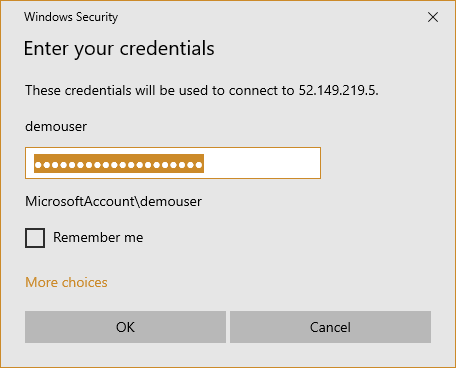 Windows Security
Enter your credentials
These credentials will be used to connect to 52.149.219.5.
demouser
●●●●●●●●●●●●●●●●●●●●
MicrosoftAccount\demouser
Remember me
More choices
OK
Cancel